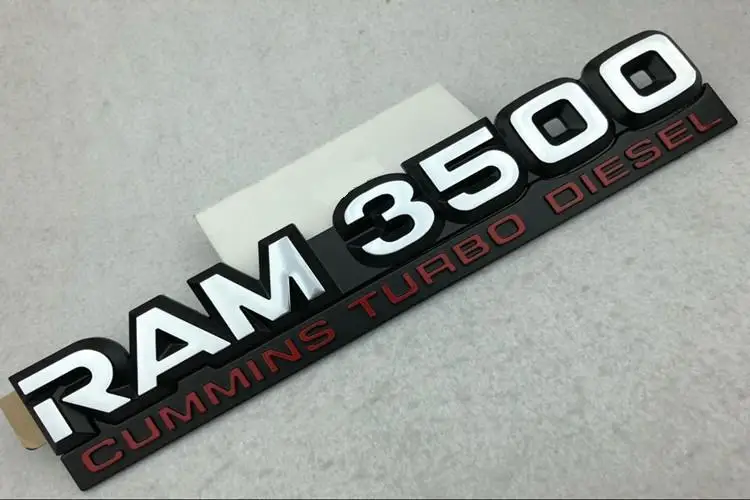 RAM 3500
CUMMINS TURBO DIESEL